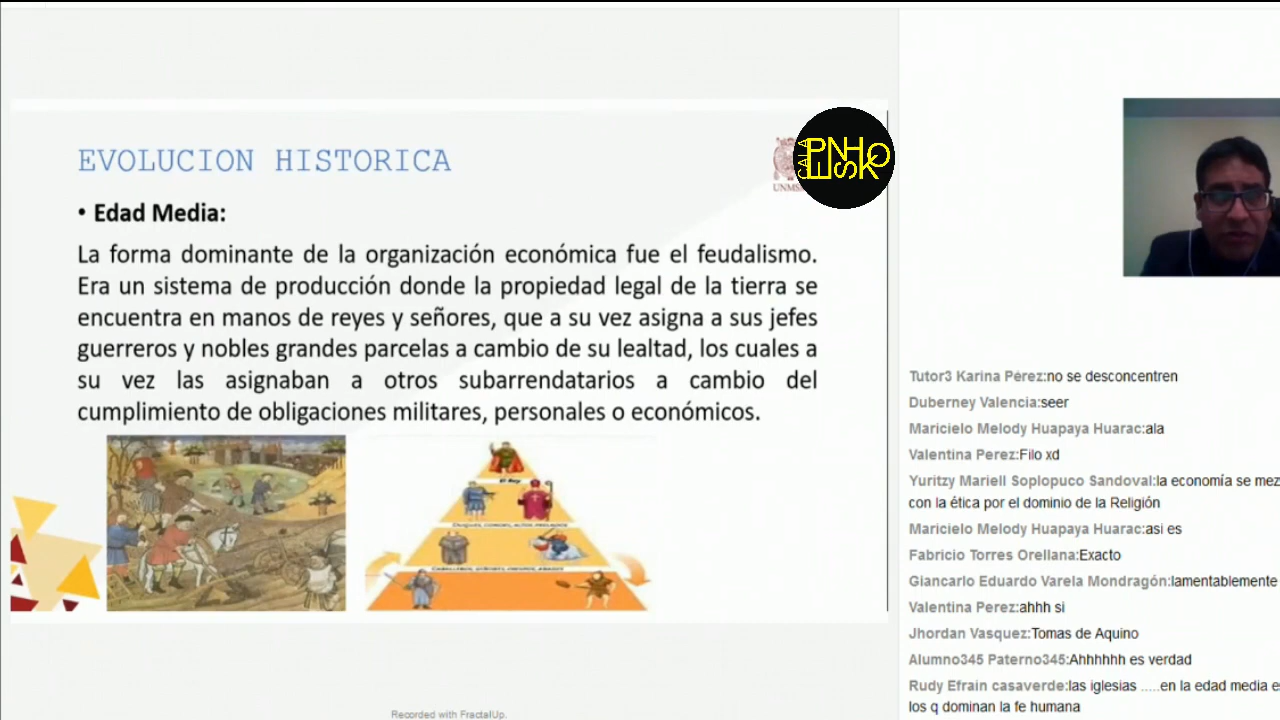 EVOLUCION HISTORICA
UNMS
CALA
PNHO
ESK
• Edad Media:
La forma dominante de la organización económica fue el feudalismo.
Era un sistema de producción donde la propiedad legal de la tierra se
encuentra en manos de reyes y señores, que a su vez asigna a sus jefes
guerreros y nobles grandes parcelas a cambio de su lealtad, los cuales a
su vez las asignaban a otros subarrendatarios a cambio del
cumplimiento de obligaciones militares, personales o económicos.
El Rey
Recorded with FractalUp.
Tutor3 Karina Pérez:no se desconcentren
Duberney Valencia:seer
Maricielo Melody Huapaya Huarac:ala
Valentina Perez:Filo xd
Yuritzy Mariell Soplopuco Sandoval:la economía se mez
con la ética por el dominio de la Religión
Maricielo Melody Huapaya Huarac:asi es
Fabricio Torres Orellana:Exacto
Giancarlo Eduardo Varela Mondragón:lamentablemente
Valentina Perez:ahhh si
Jhordan Vasquez:Tomas de Aquino
Alumno345 Paterno345:Ahhhhhh es verdad
Rudy Efrain casaverde:las iglesias .....en la edad media e
los q dominan la fe humana